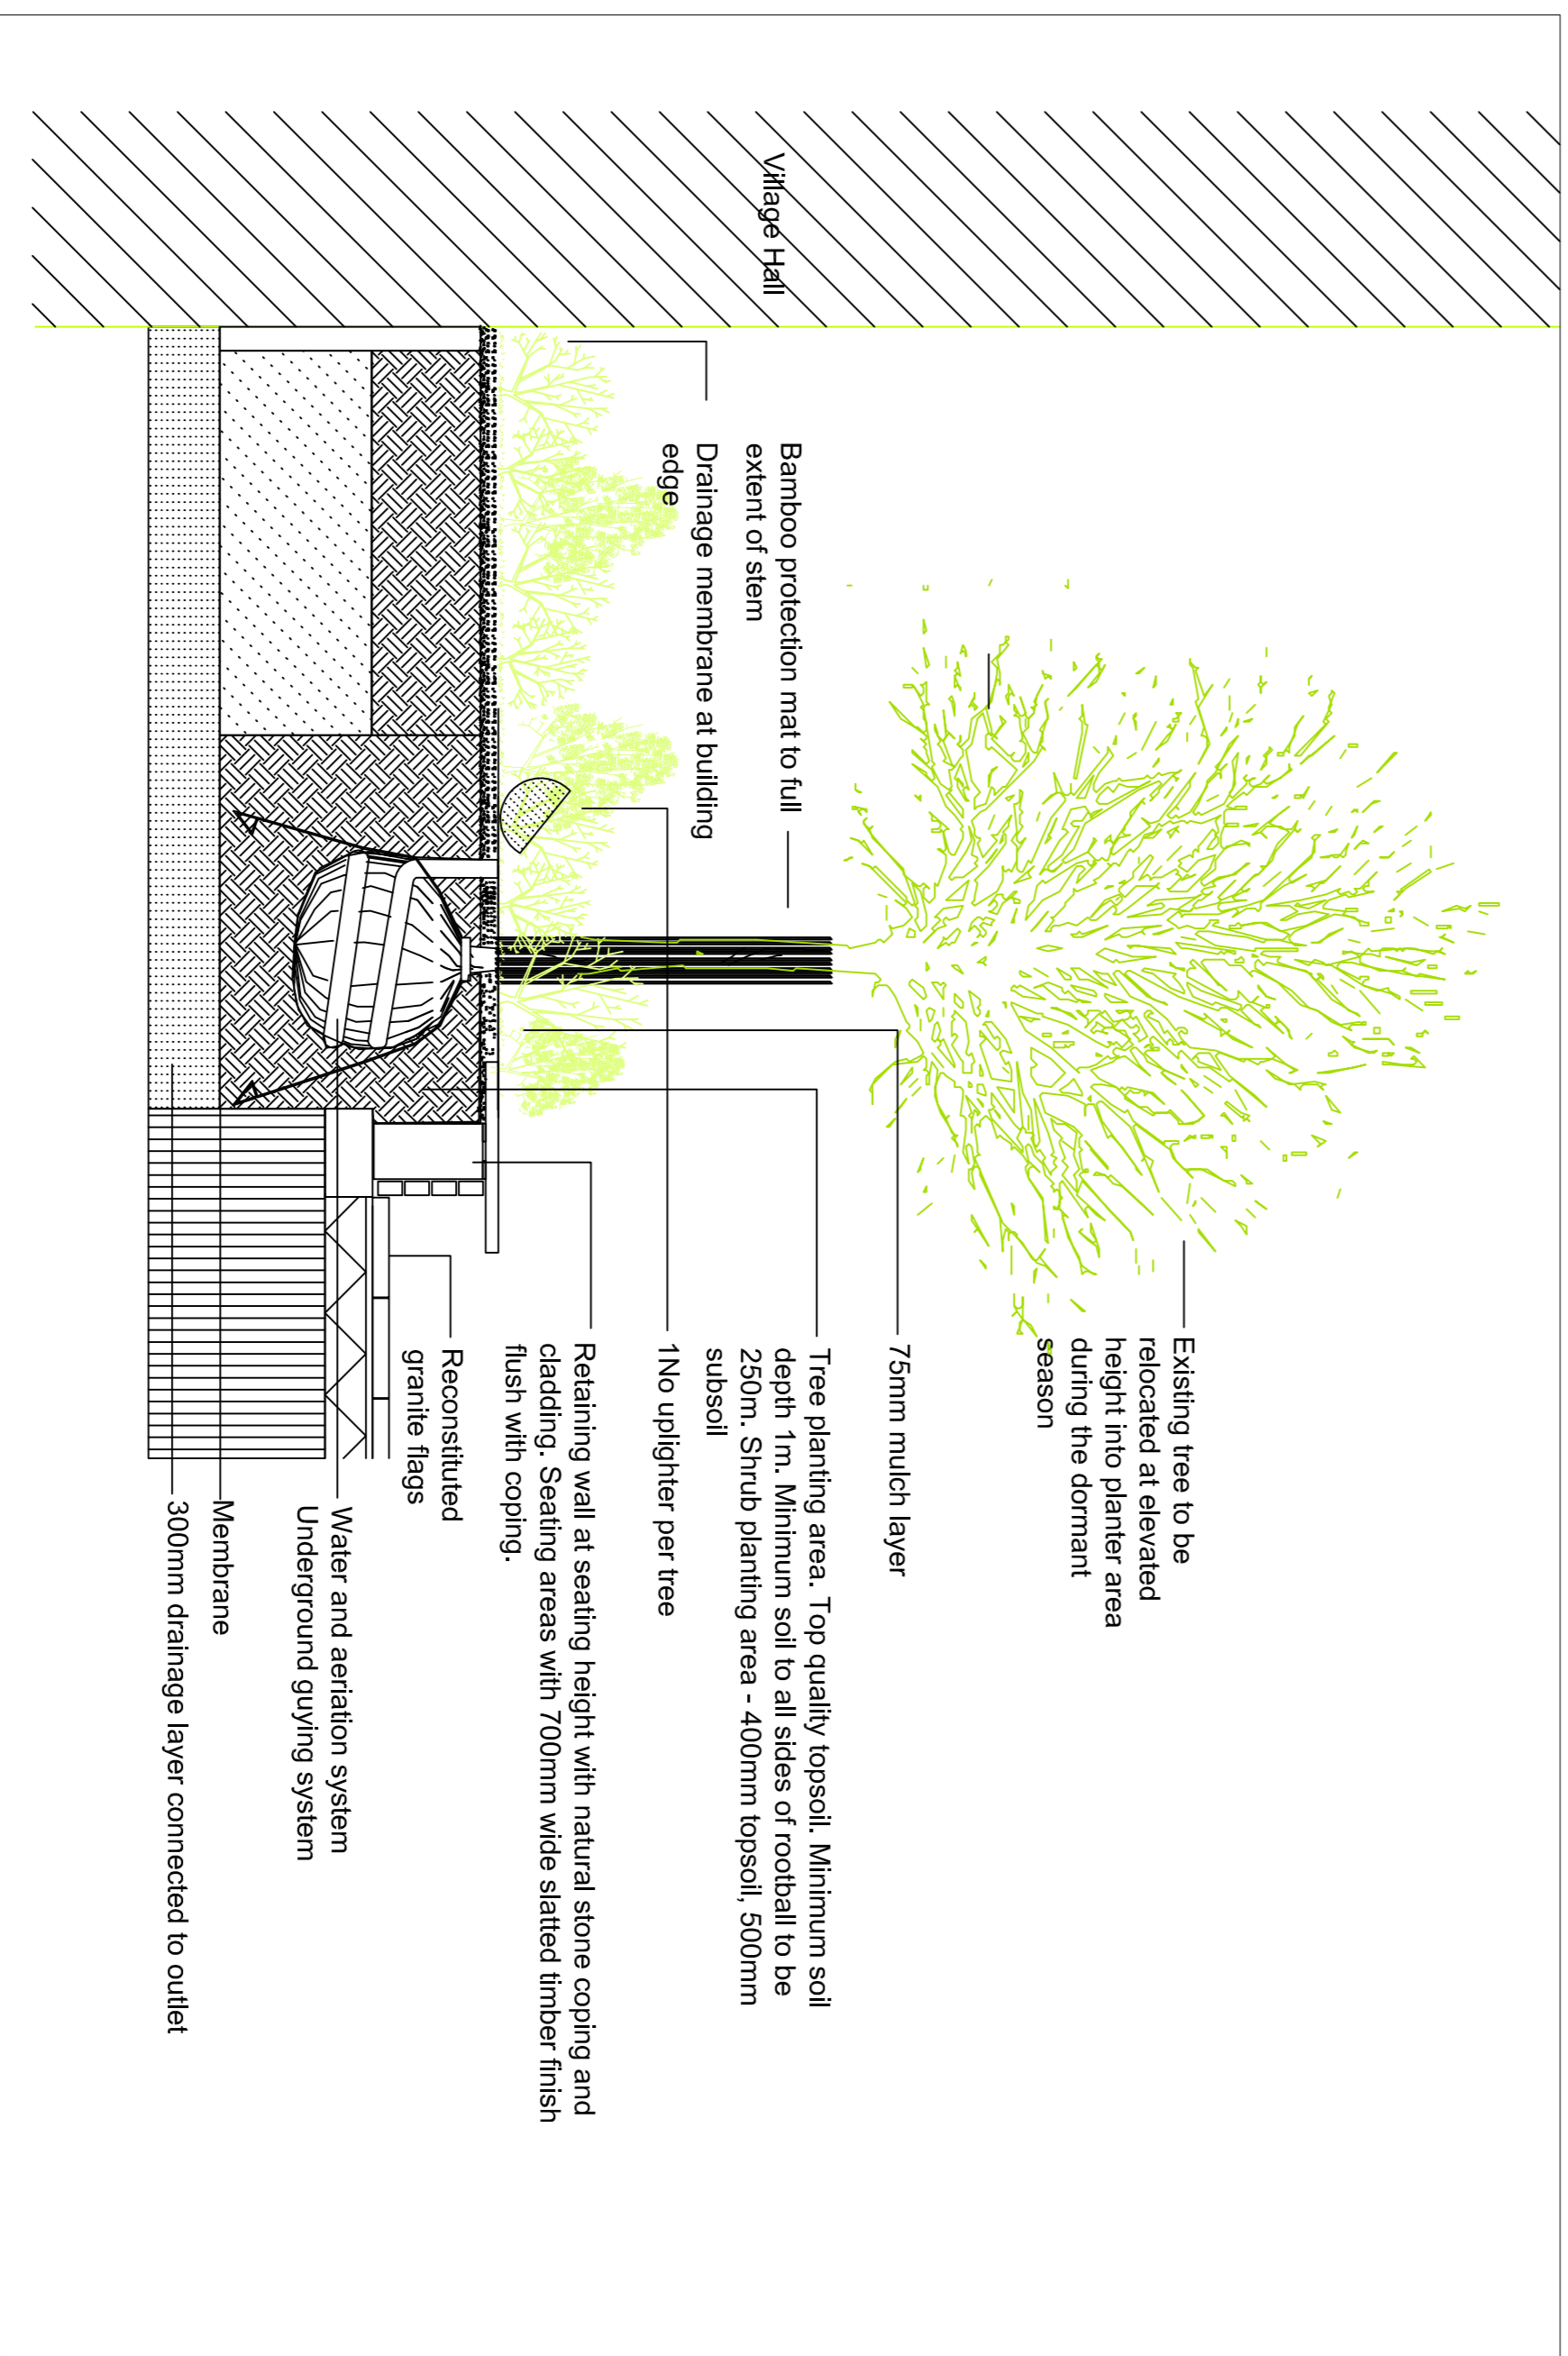 Village Hall
Bamboo protection mat to full
extent of stem
Drainage membrane at building
edge
Existing tree to be
relocated at elevated
height into planter area
during the dormant
season
75mm mulch layer
Tree planting area. Top quality topsoil. Minimum soil
depth 1m. Minimum soil to all sides of rootball to be
250m. Shrub planting area - 400mm topsoil, 500mm
subsoil
1No uplighter per tree
Retaining wall at seating height with natural stone coping and
cladding. Seating areas with 700mm wide slatted timber finish
flush with coping.
Reconstituted
granite flags
Water and aeriation system
Underground guying system
Membrane
300mm drainage layer connected to outlet